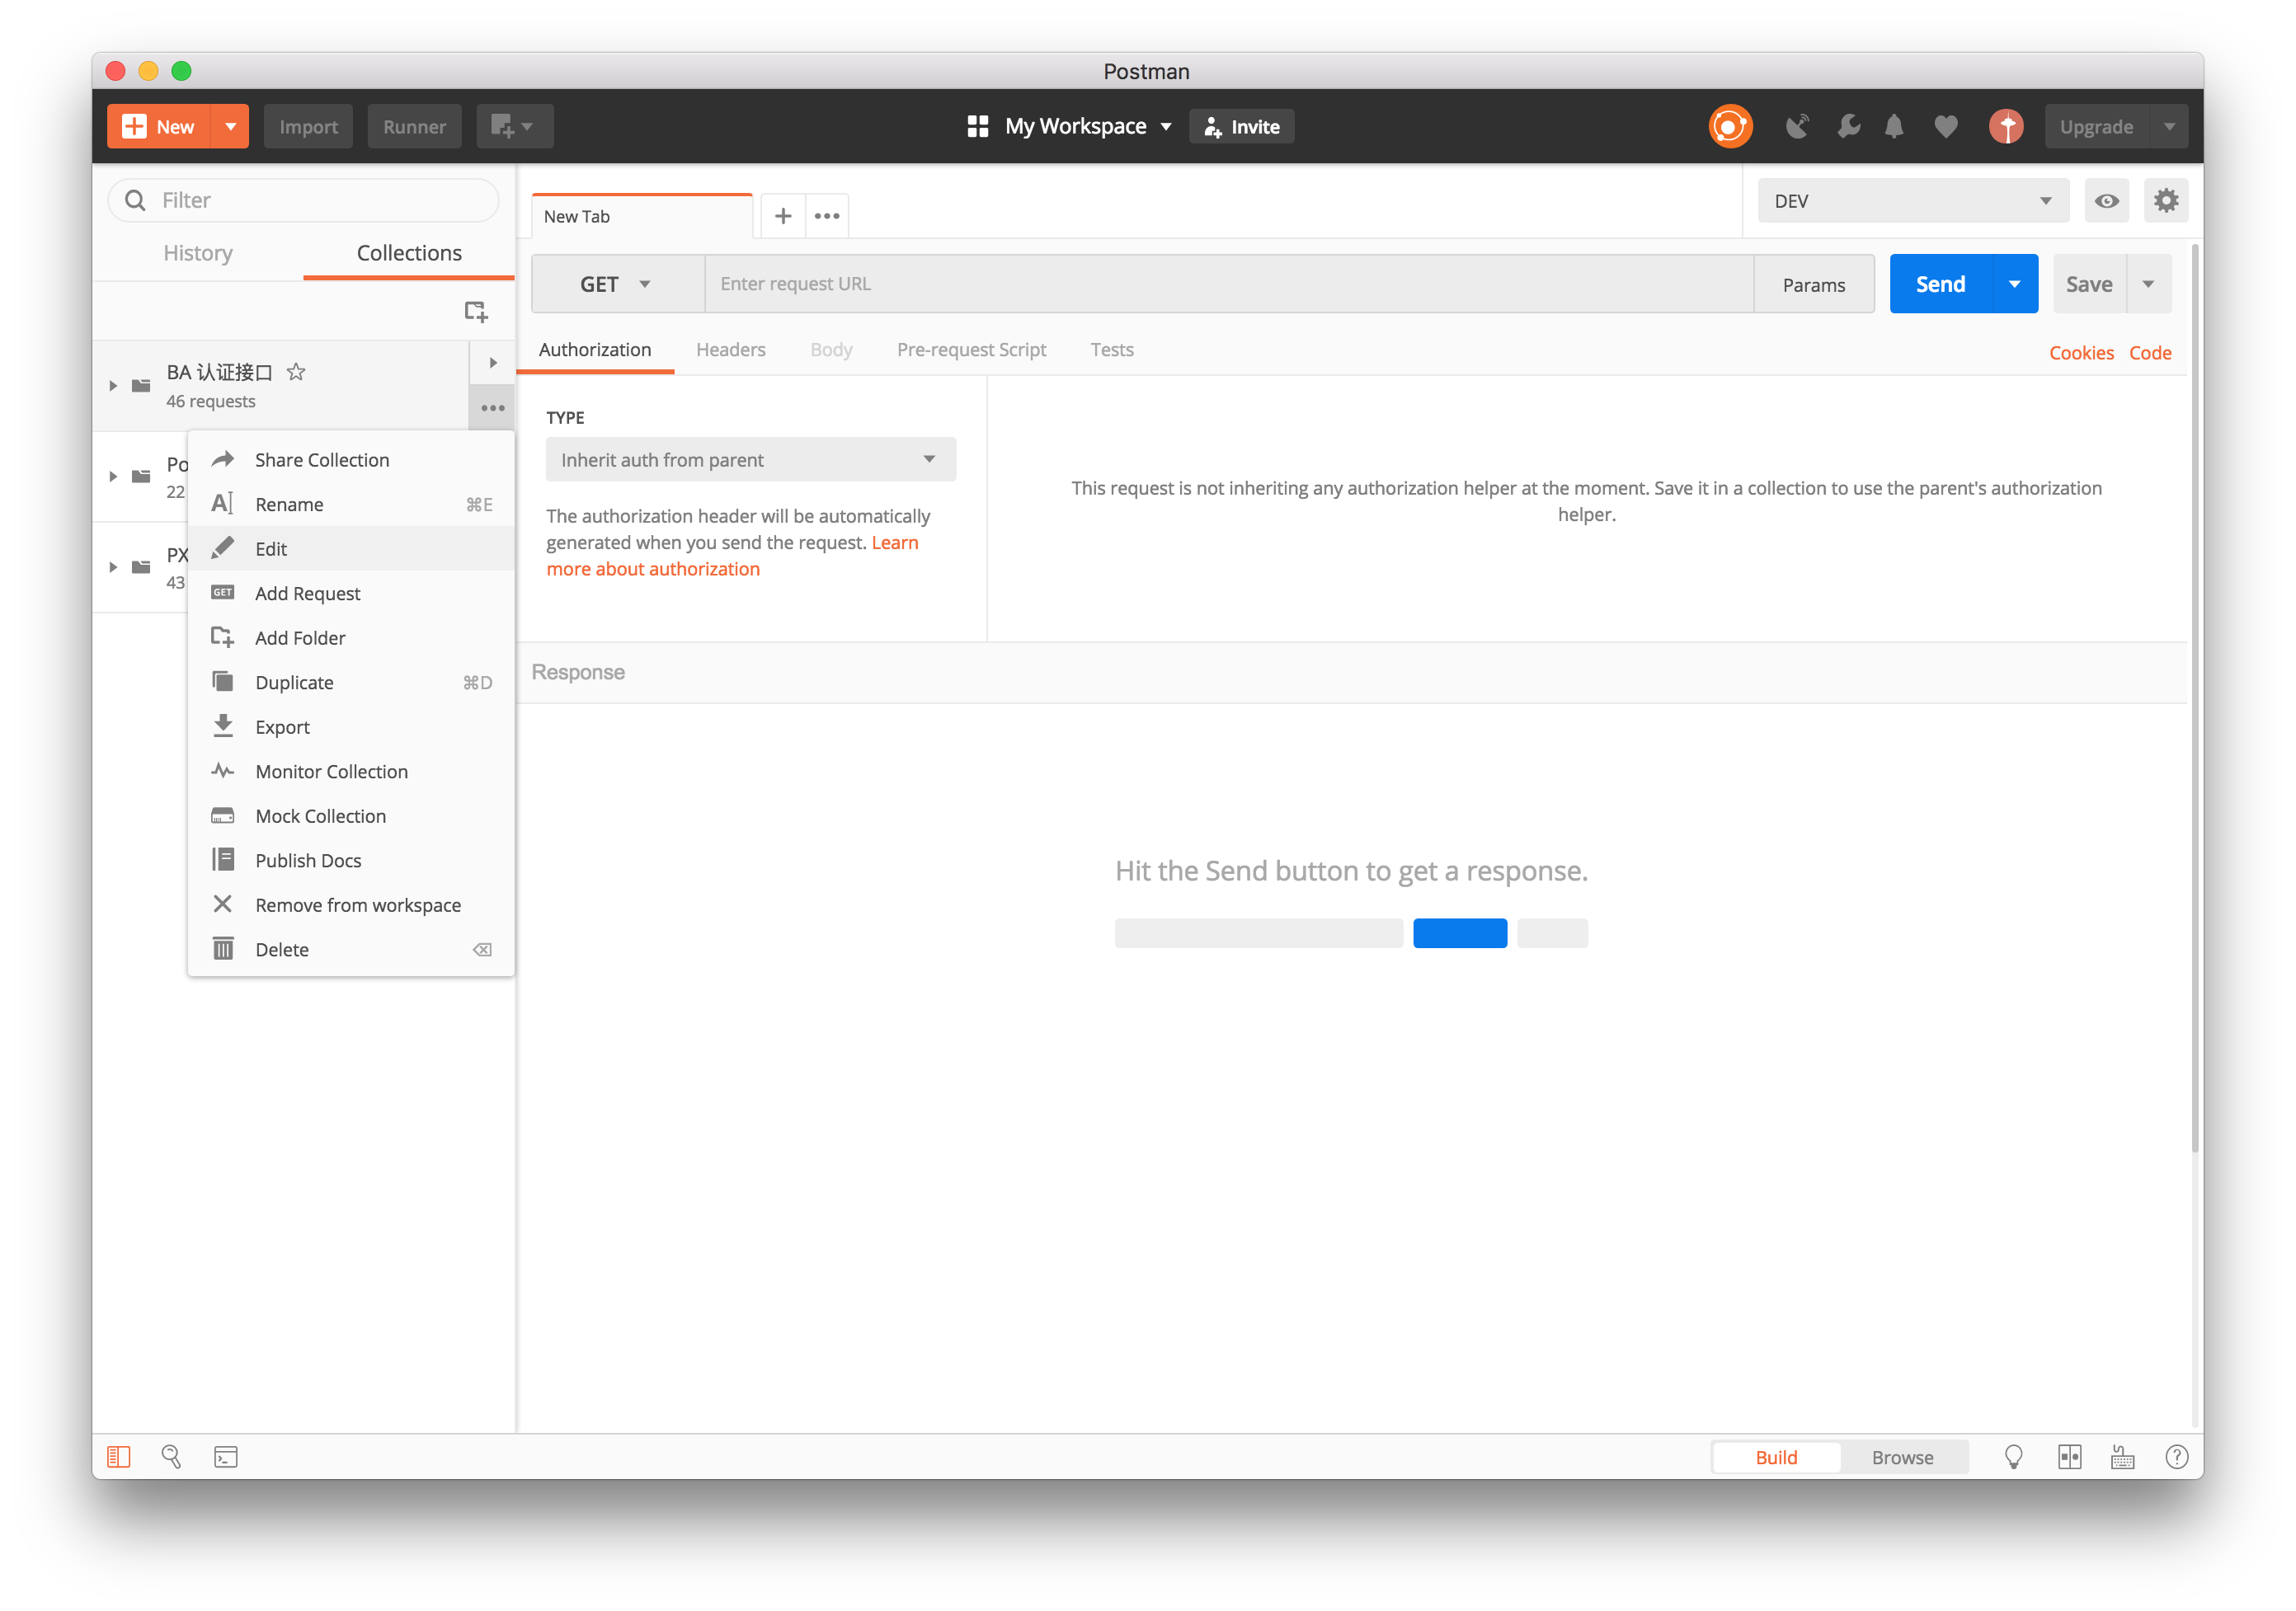 Postman
New
Import
Runner
My Workspace
Invite
Upgrade
Filter
History
Collections
New Tab
DEV
GET
Enter request URL
Params
Send
Save
Authorization
Headers
Body
Pre-request Script
Tests
Cookies
Code
BA 认证接口
46 requests
Po
22
PX
43
Share Collection
Rename ⌘E
Edit
GET Add Request
Add Folder
Duplicate ⌘D
Export
Monitor Collection
Mock Collection
Publish Docs
Remove from workspace
Delete
TYPE
Inherit auth from parent
The authorization header will be automatically
generated when you send the request. Learn
more about authorization
This request is not inheriting any authorization helper at the moment. Save it in a collection to use the parent's authorization
helper.
Response
Hit the Send button to get a response.
Build
Browse